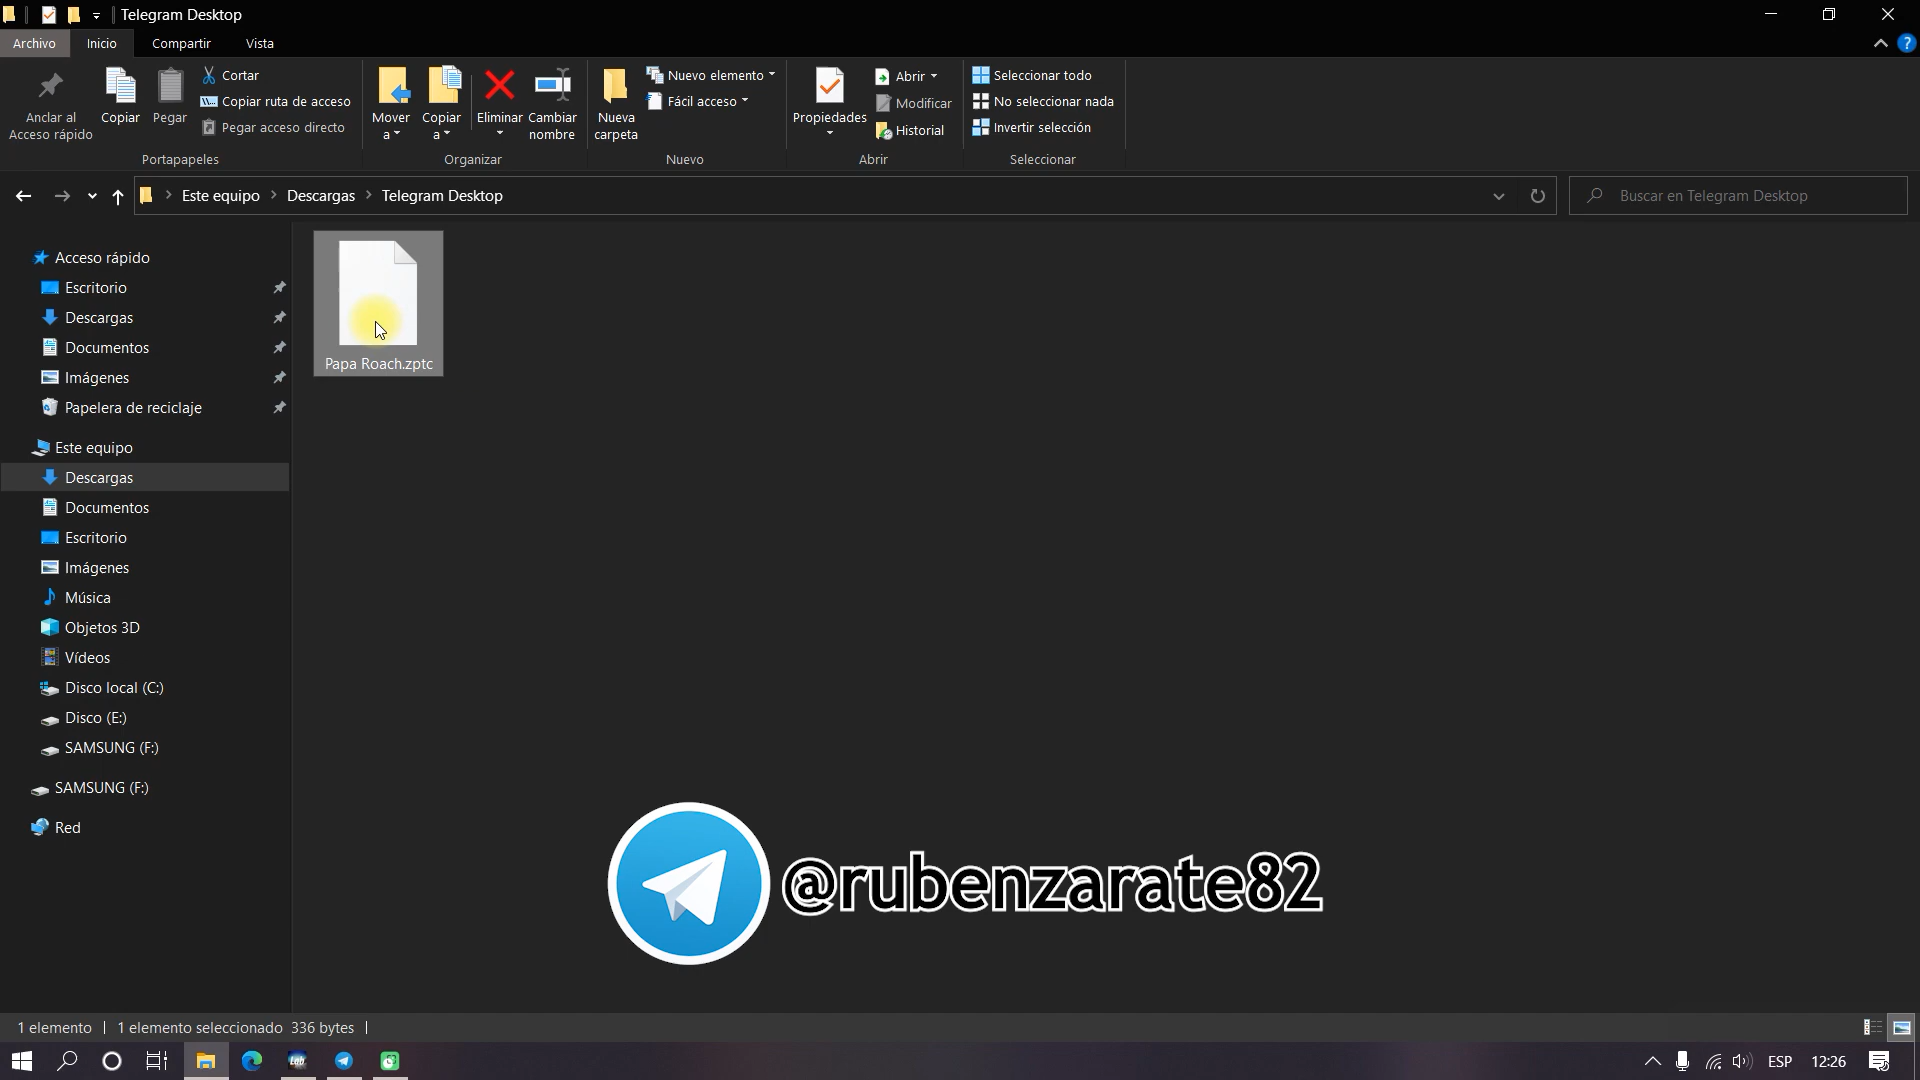 Telegram Desktop
Archivo
Inicio
Compartir
Vista
Anclar al
Acceso rápido
Copiar
Pegar
Cortar
Copiar ruta de acceso
Pegar acceso directo
Portapapeles
Mover
a
Copiar
a
Eliminar
Cambiar
nombre
Organizar
Nueva
carpeta
Nuevo elemento
Fácil acceso
Nuevo
Propiedades
Abrir
Modificar
Historial
Abrir
Seleccionar todo
No seleccionar nada
Invertir selección
Seleccionar
Este equipo
Descargas
Telegram Desktop
Buscar en Telegram Desktop
Acceso rápido
Escritorio
Descargas
Documentos
Imágenes
Papelera de reciclaje
Este equipo
Descargas
Documentos
Escritorio
Imágenes
Música
Objetos 3D
Vídeos
Disco local (C:)
Disco (E:)
SAMSUNG (F:)
SAMSUNG (F:)
Red
Papa Roach.zptc
@rubenzarate82
1 elemento
1 elemento seleccionado 336 bytes
Lab
ESP
12:26